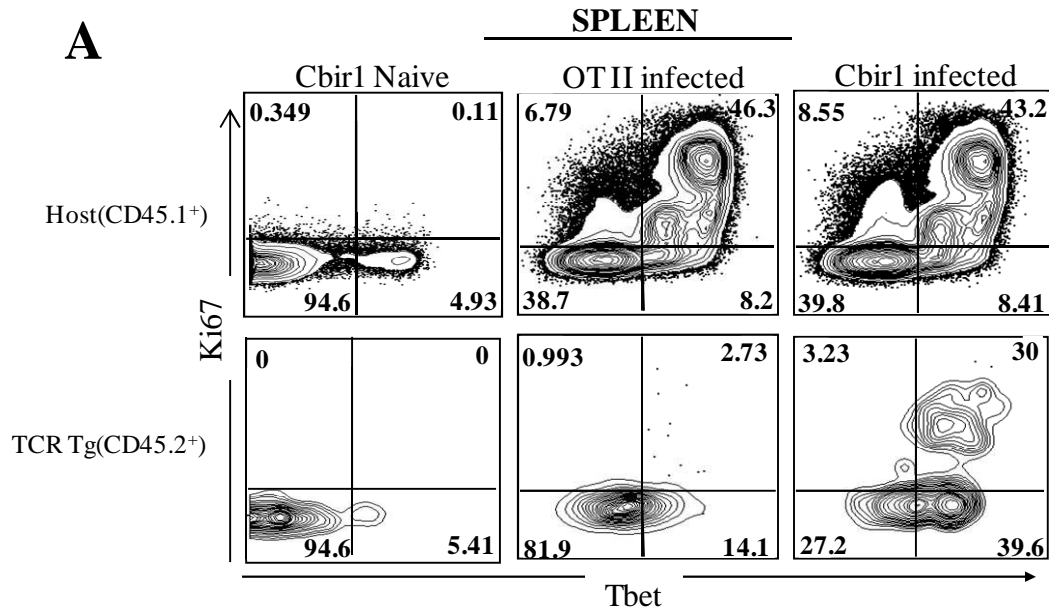 A
SPLEEN
Cbir1 Naive OT II infected Cbir1 infected
0.349 0.11 6.79 46.3 8.55 43.2
Host(CD45.1+)
94.6 4.93 38.7 8.2 39.8 8.41
Ki67
0 0 0.993 2.73 3.23 30
TCR Tg(CD45.2+)
94.6 5.41 81.9 14.1 27.2 39.6
Tbet